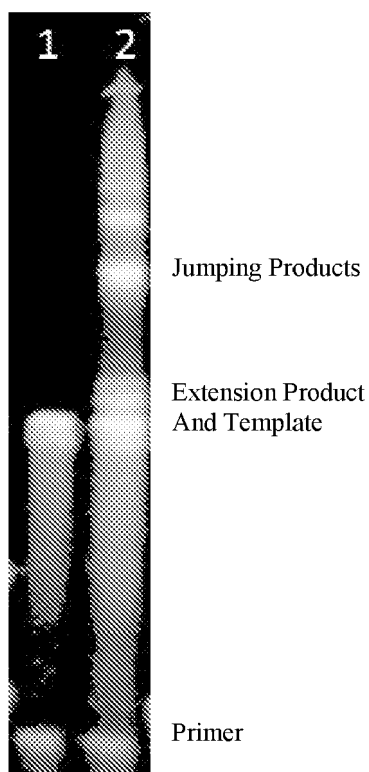 1 2
Jumping Products
Extension Product
And Template
Primer